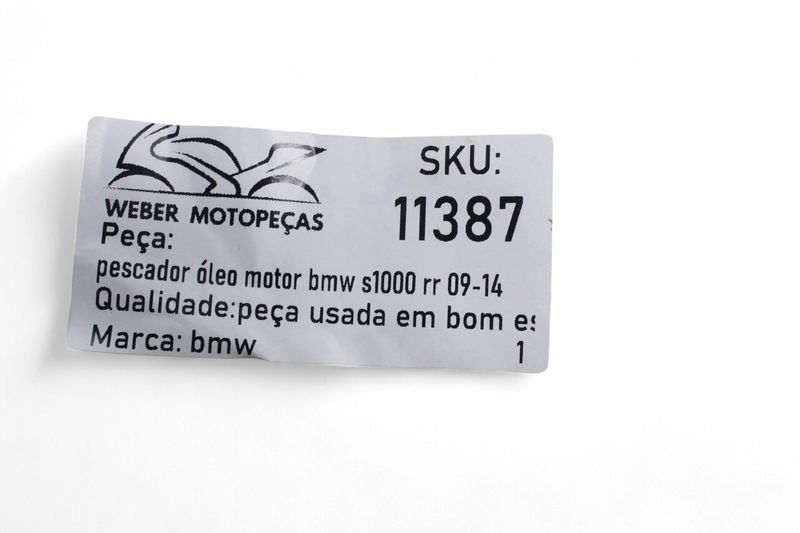 WEBER MOTOPEÇAS
SKU:
11387
Peça:
pescador óleo motor bmw s1000 rr 09-14
Qualidade:peça usada em bom es
Marca: bmw
1